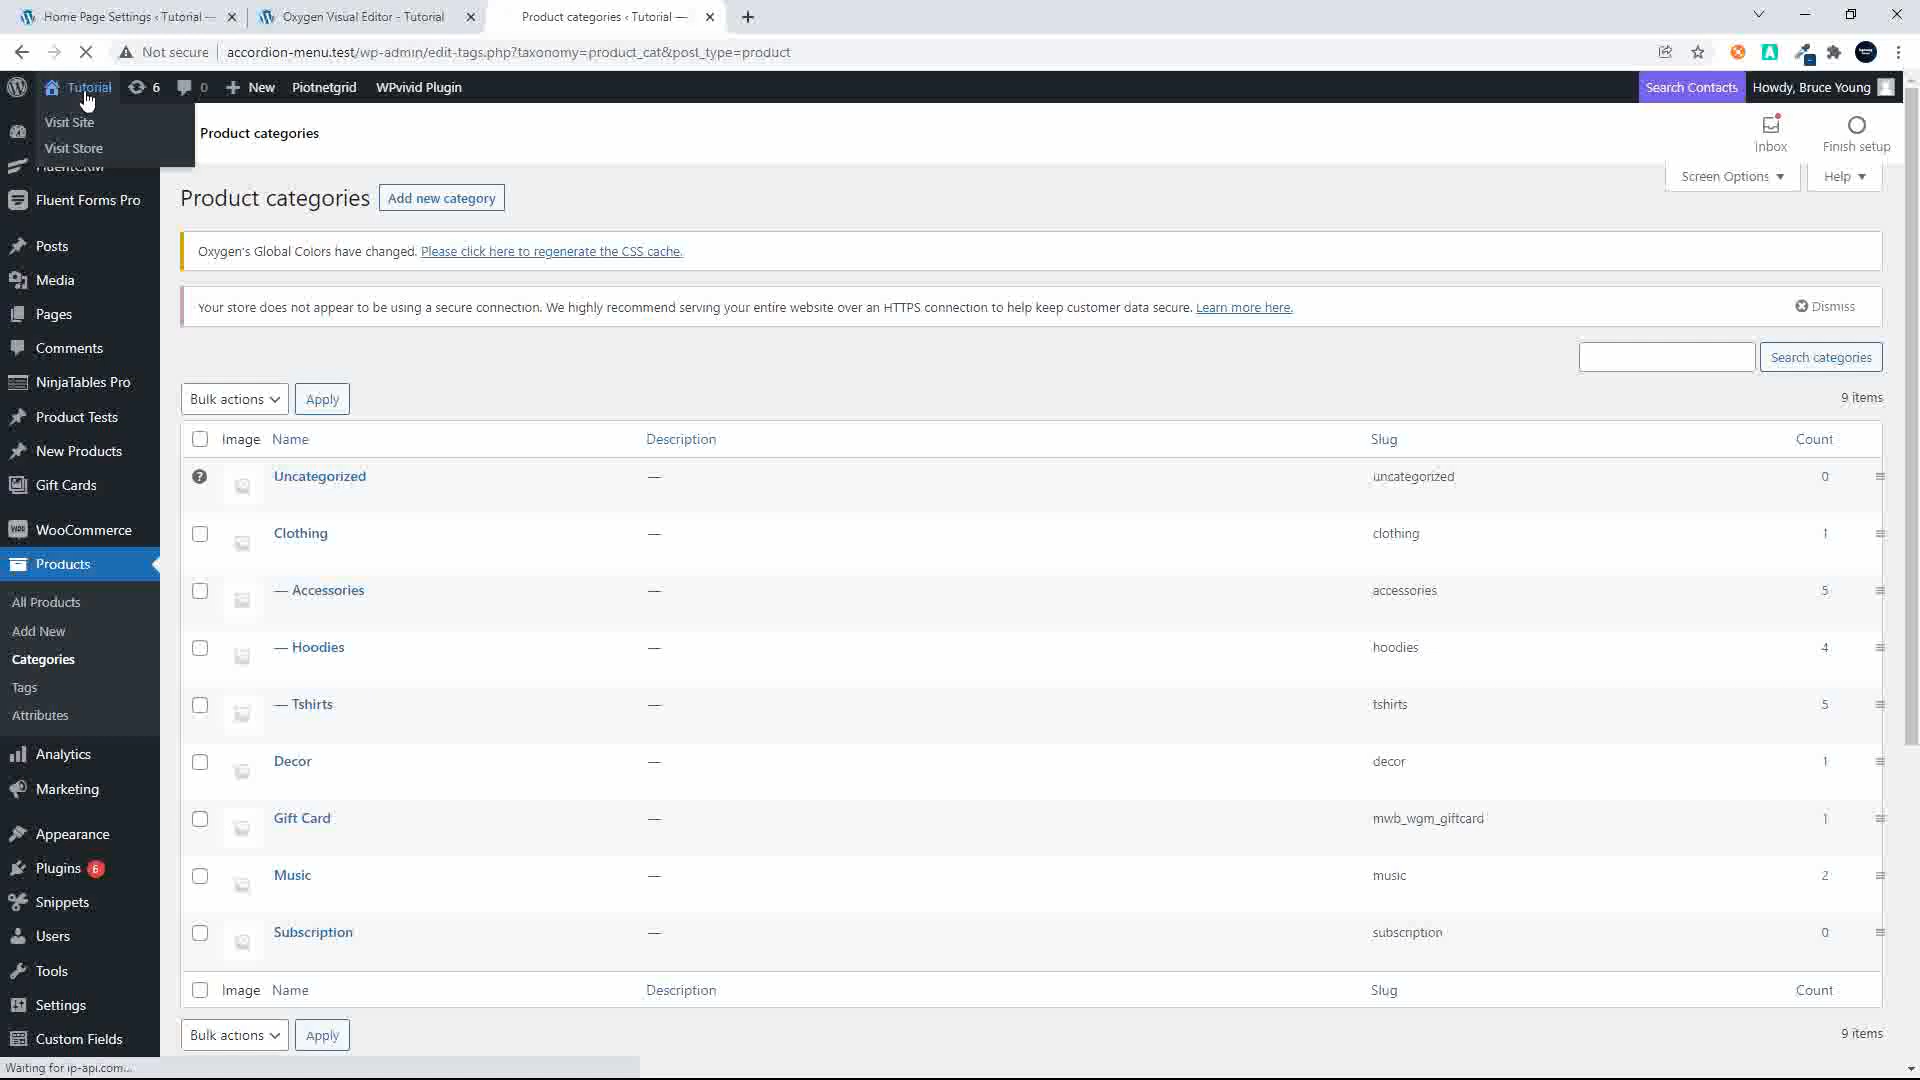 Home Page Settings ‹ Tutorial —
Oxygen Visual Editor - Tutorial
Product categories ‹ Tutorial —
Not secure
accordion-menu.test/wp-admin/edit-tags.php?taxonomy=product_cat&post_type=product
Tutorial
6
0
New
Piotnetgrid
WPvivid Plugin
Search Contacts
Howdy, Bruce Young
Visit Site
Visit Store
FluentCRM
Fluent Forms Pro
Posts
Media
Pages
Comments
NinjaTables Pro
Product Tests
New Products
Gift Cards
WooCommerce
Products
All Products
Add New
Categories
Tags
Attributes
Analytics
Marketing
Appearance
Plugins 6
Snippets
Users
Tools
Settings
Custom Fields
Product categories
Inbox
Finish setup
Screen Options
Help
Product categories
Add new category
Oxygen's Global Colors have changed. Please click here to regenerate the CSS cache.
Your store does not appear to be using a secure connection. We highly recommend serving your entire website over an HTTPS connection to help keep customer data secure. Learn more here.
Dismiss
Search categories
Bulk actions
Apply
9 items
Image Name Description Slug Count
Uncategorized — uncategorized 0
Clothing — clothing 1
— Accessories — accessories 5
— Hoodies — hoodies 4
— Tshirts — tshirts 5
Decor — decor 1
Gift Card — mwb_wgm_giftcard 1
Music — music 2
Subscription — subscription 0
Image Name Description Slug Count
Bulk actions
Apply
9 items
Waiting for ip-api.com...